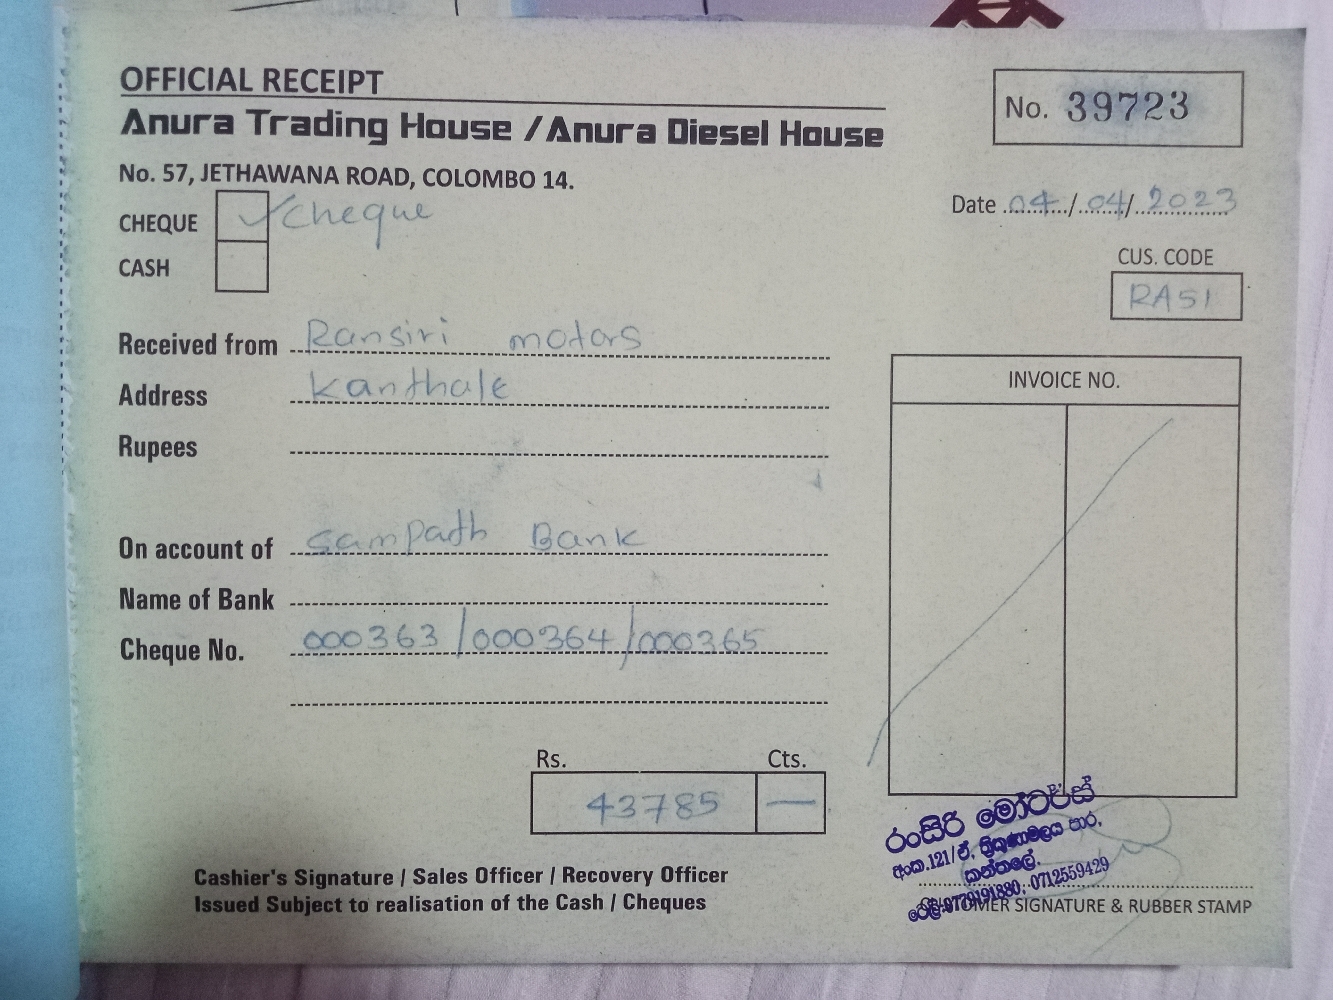 OFFICIAL RECEIPT
No. 39723
Anura Trading House / Anura Diesel House
No. 57, JETHAWANA ROAD, COLOMBO 14.
Date 04/04/2023
CHEQUE ✓ Cheque
CASH
CUS. CODE
RA51
Received from Ransiri motors
Address Kanthale
Rupees
INVOICE NO.
On account of Sampath Bank
Name of Bank
Cheque No. 000363/000364/000365
Rs. Cts.
43785 —
රංසිරි මෝටර්ස්
අංක.121/ඒ, ත්‍රිකුණාමලය පාර,
කන්තලේ.
0779191880, 0712559429
CUSTOMER SIGNATURE & RUBBER STAMP
Cashier's Signature / Sales Officer / Recovery Officer
Issued Subject to realisation of the Cash / Cheques